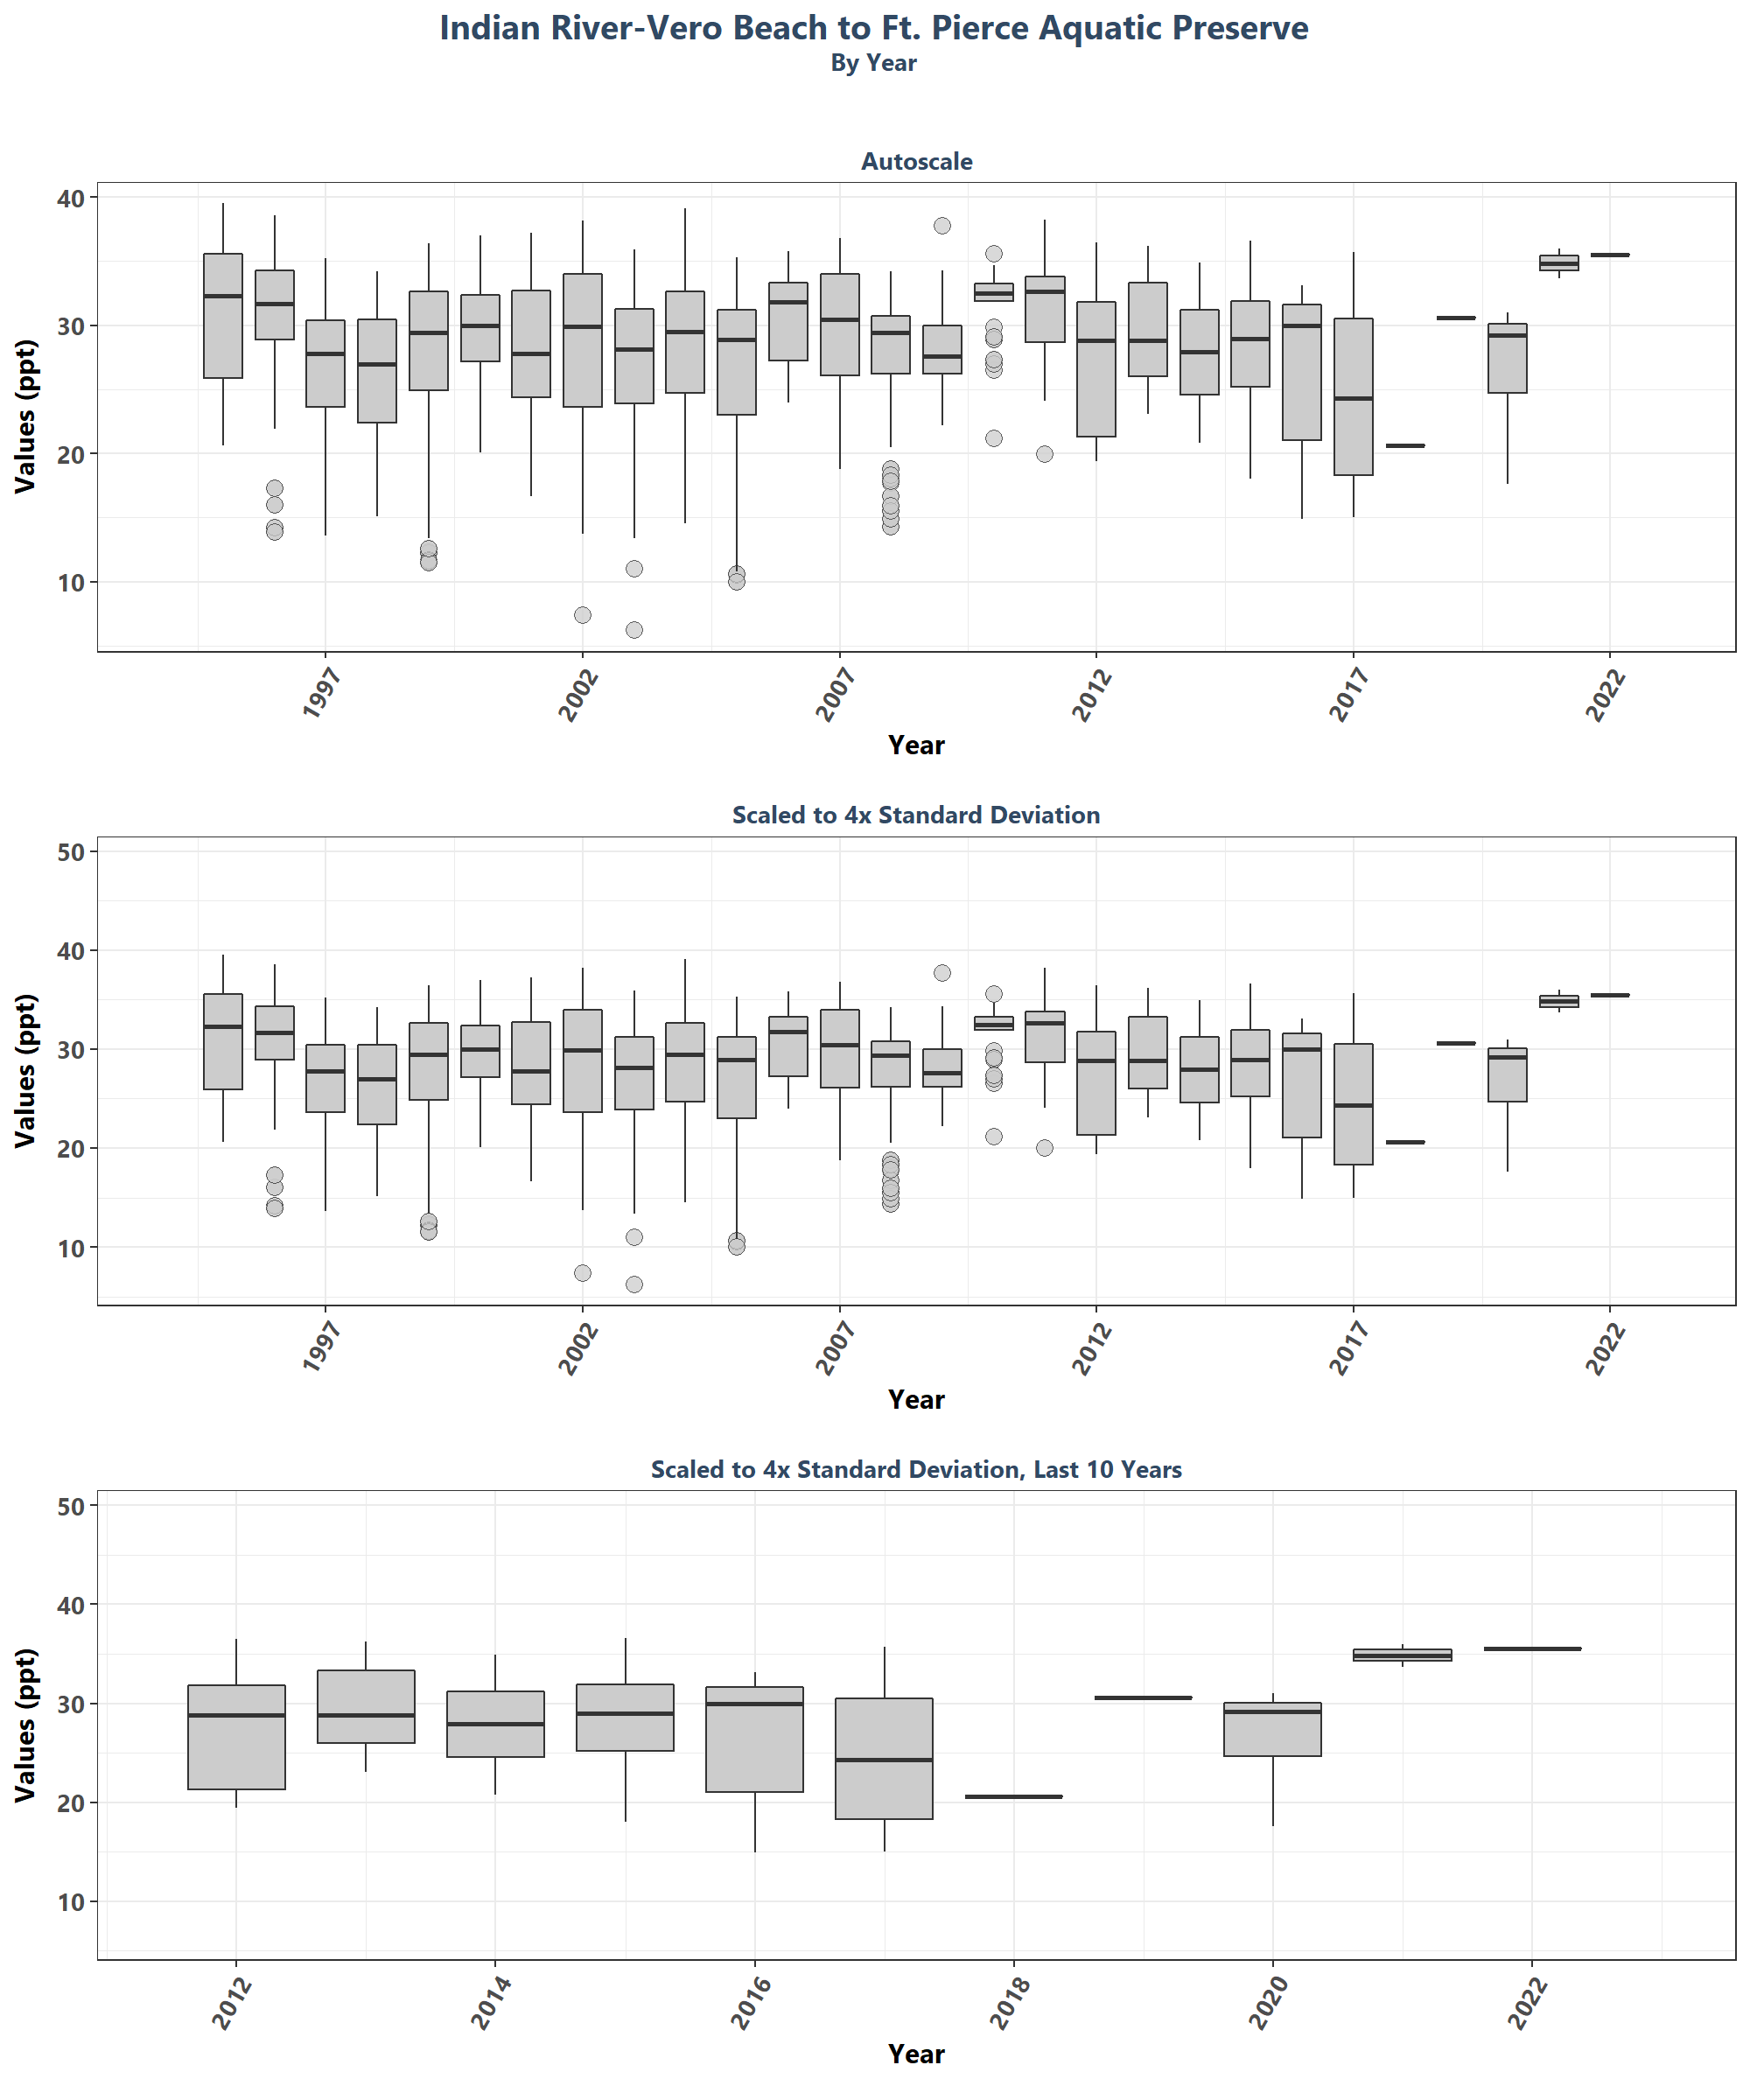 Indian River-Vero Beach to Ft. Pierce Aquatic Preserve
By Year
Autoscale
Values (ppt)
40
30
20
10
1997
2002
2007
2012
2017
2022
Year
Scaled to 4x Standard Deviation
Values (ppt)
50
40
30
20
10
1997
2002
2007
2012
2017
2022
Year
Scaled to 4x Standard Deviation, Last 10 Years
Values (ppt)
50
40
30
20
10
2012
2014
2016
2018
2020
2022
Year